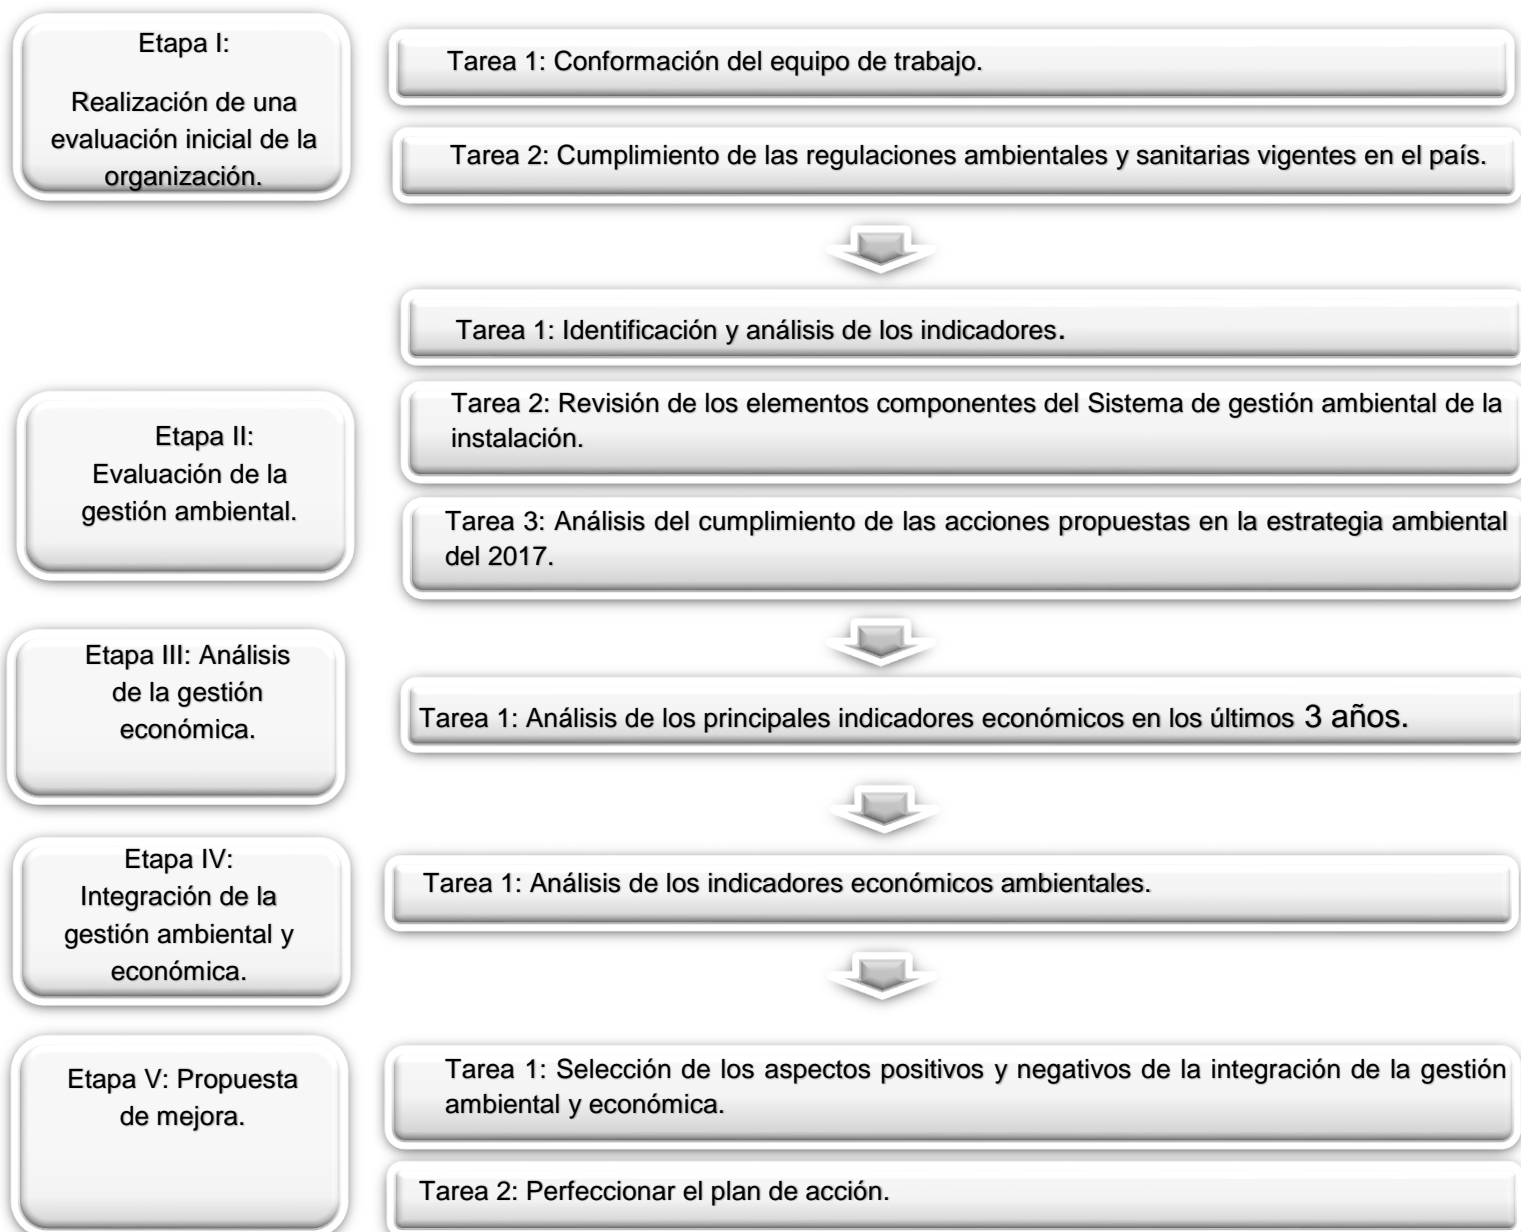 Etapa I:
Realización de una
evaluación inicial de la
organización.
Tarea 1: Conformación del equipo de trabajo.
Tarea 2: Cumplimiento de las regulaciones ambientales y sanitarias vigentes en el país.
Etapa II:
Evaluación de la
gestión ambiental.
Tarea 1: Identificación y análisis de los indicadores.
Tarea 2: Revisión de los elementos componentes del Sistema de gestión ambiental de la
instalación.
Tarea 3: Análisis del cumplimiento de las acciones propuestas en la estrategia ambiental
del 2017.
Etapa III: Análisis
de la gestión
económica.
Tarea 1: Análisis de los principales indicadores económicos en los últimos 3 años.
Etapa IV:
Integración de la
gestión ambiental y
económica.
Tarea 1: Análisis de los indicadores económicos ambientales.
Etapa V: Propuesta
de mejora.
Tarea 1: Selección de los aspectos positivos y negativos de la integración de la gestión
ambiental y económica.
Tarea 2: Perfeccionar el plan de acción.